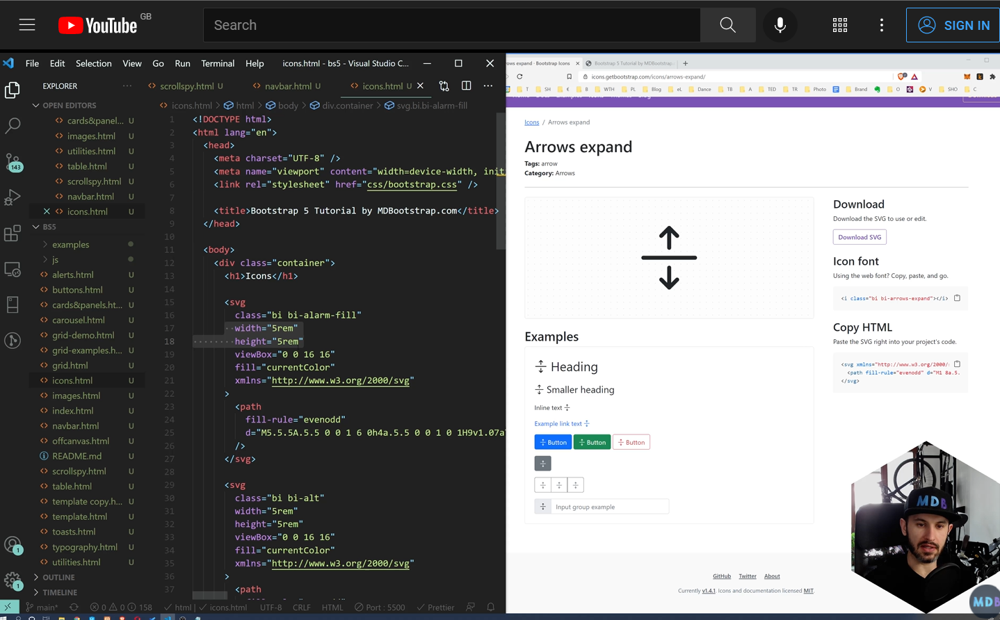 YouTube GB
Search
SIGN IN
File Edit Selection View Go Run Terminal Help icons.html - bs5 - Visual Studio C...
EXPLORER
scrollspy.html U
navbar.html U
icons.html U
OPEN EDITORS
cards&panel... U
images.html U
utilities.html U
table.html U
scrollspy.html U
navbar.html U
icons.html U
143
BS5
examples
js
alerts.html U
buttons.html U
cards&panels.ht... U
carousel.html U
grid-demo.html U
grid-examples.h... U
grid.html U
icons.html U
images.html U
index.html U
navbar.html U
offcanvas.html U
README.md U
scrollspy.html U
table.html U
template copy.h... U
template.html U
toasts.html U
typography.html U
utilities.html U
OUTLINE
TIMELINE
1
1
icons.html > html > body > div.container > svg.bi.bi-alarm-fill
1 <!DOCTYPE html>
2 <html lang="en">
3 <head>
4 <meta charset="UTF-8" />
5 <meta name="viewport" content="width=device-width, init
6 <link rel="stylesheet" href="css/bootstrap.css" />
7
8 <title>Bootstrap 5 Tutorial by MDBootstrap.com</title>
9 </head>
10
11 <body>
12 <div class="container">
13 <h1>Icons</h1>
14
15 <svg
16 class="bi bi-alarm-fill"
17 width="5rem"
18 height="5rem"
19 viewBox="0 0 16 16"
20 fill="currentColor"
21 xmlns="http://www.w3.org/2000/svg"
22 >
23 <path
24 fill-rule="evenodd"
25 d="M5.5.5A.5.5 0 0 1 6 0h4a.5.5 0 0 1 0 1H9v1.07a
26 />
27 </svg>
28
29 <svg
30 class="bi bi-alt"
31 width="5rem"
32 height="5rem"
33 viewBox="0 0 16 16"
34 fill="currentColor"
35 xmlns="http://www.w3.org/2000/svg"
36 >
37 <path
main* 0 0 158 html icons.html UTF-8 CRLF HTML Port : 5500 Prettier
ows expand · Bootstrap Icons
Bootstrap 5 Tutorial by MDBootstrap
icons.getbootstrap.com/icons/arrows-expand/
T SH € B WTH PL Blog eL Dance TB A TED TR Photo Brand O V SHO C
Icons / Arrows expand
Arrows expand
Tags: arrow
Category: Arrows
Examples
Heading
Smaller heading
Inline text
Example link text
Button Button Button
Input group example
Download
Download the SVG to use or edit.
Download SVG
Icon font
Using the web font? Copy, paste, and go.
<i class="bi bi-arrows-expand"></i>
Copy HTML
Paste the SVG right into your project's code.
<svg xmlns="http://www.w3.org/2000/
<path fill-rule="evenodd" d="M1 8a.5.
</svg>
GitHub Twitter About
Currently v1.4.1. Icons and documentation licensed MIT.
MDB
MDB